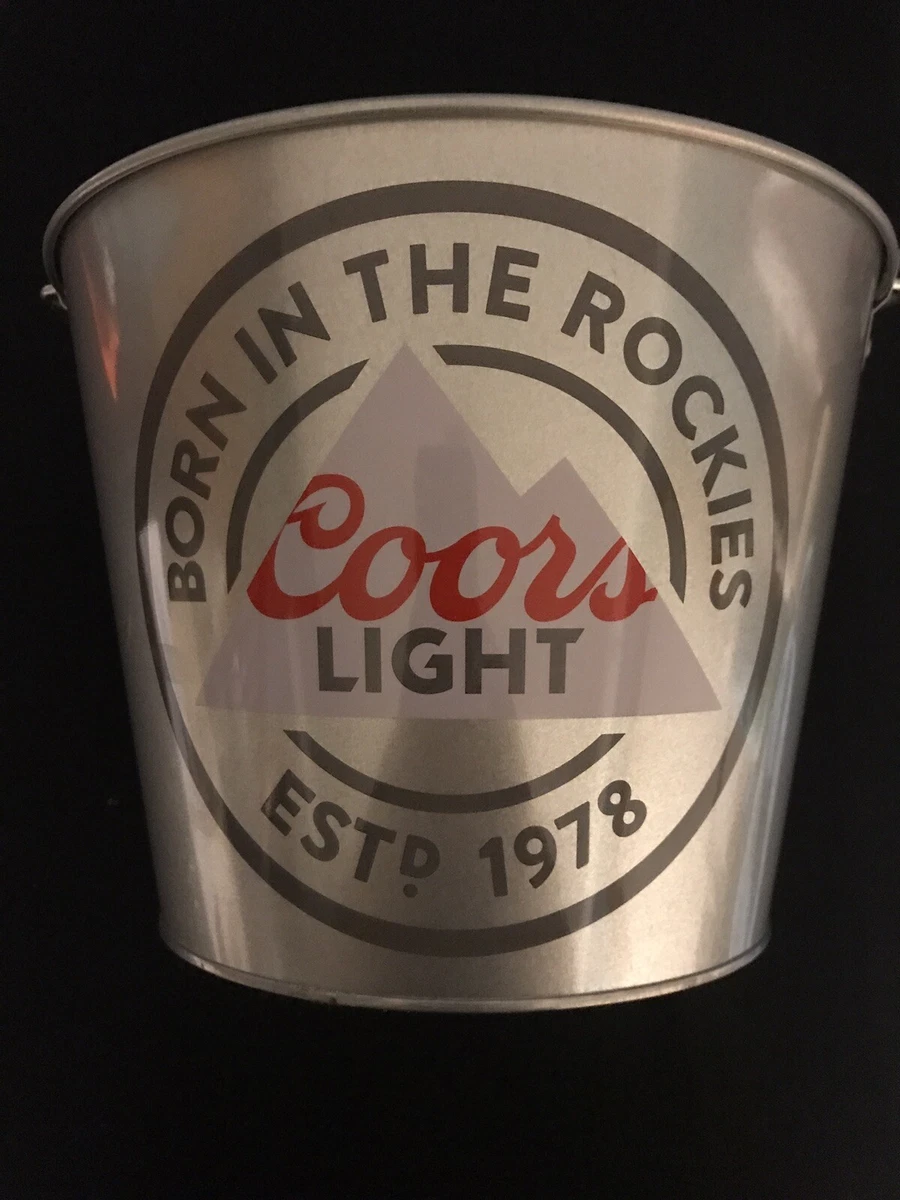 BORN IN THE ROCKIES
Coors
LIGHT
ESTD 1978